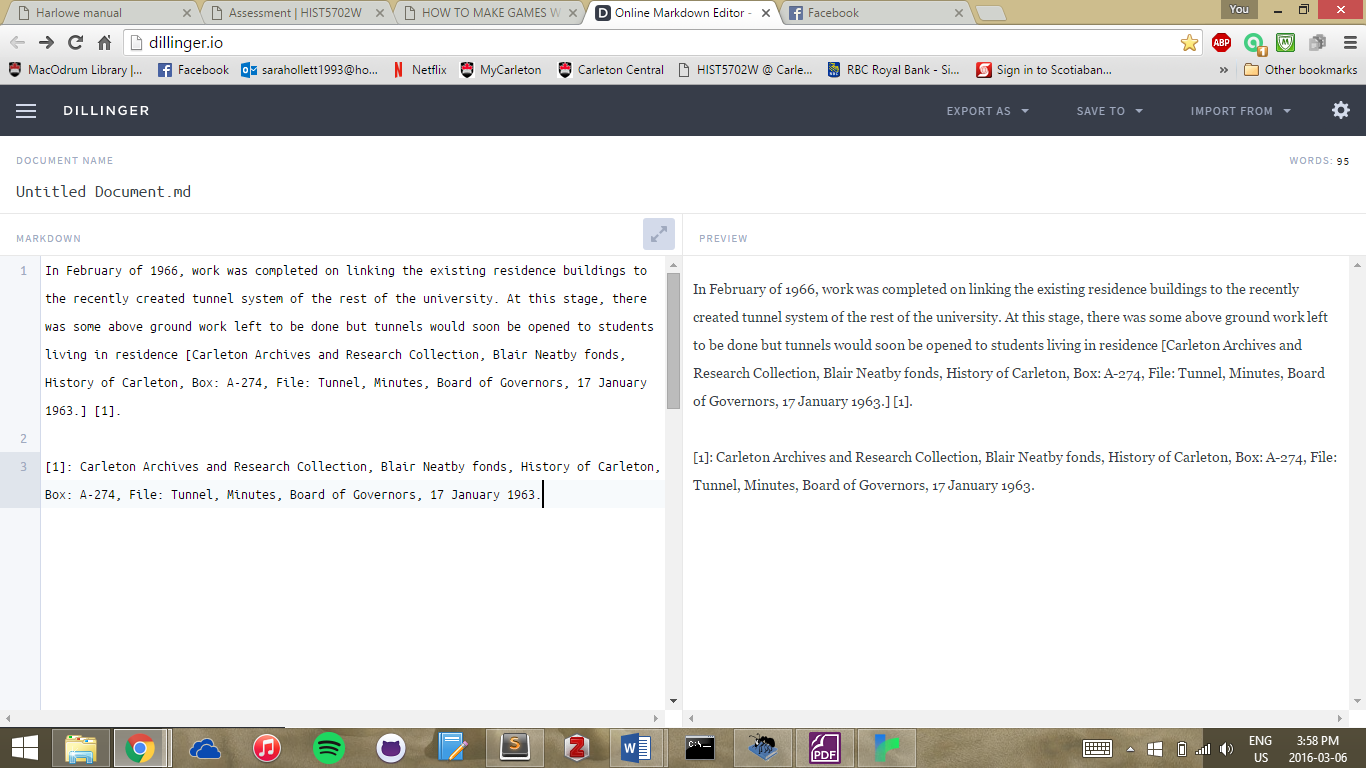 Harlowe manual
Assessment | HIST5702W
HOW TO MAKE GAMES W
Online Markdown Editor -
Facebook
You
dillinger.io
ABP
1
MacOdrum Library |...
Facebook
sarahollett1993@ho...
Netflix
MyCarleton
Carleton Central
HIST5702W @ Carle...
RBC Royal Bank - Si...
Sign in to Scotiaban...
»
Other bookmarks
DILLINGER
EXPORT AS
SAVE TO
IMPORT FROM
DOCUMENT NAME
WORDS: 95
Untitled Document.md
MARKDOWN
PREVIEW
1
In February of 1966, work was completed on linking the existing residence buildings to
the recently created tunnel system of the rest of the university. At this stage, there
was some above ground work left to be done but tunnels would soon be opened to students
living in residence [Carleton Archives and Research Collection, Blair Neatby fonds,
History of Carleton, Box: A-274, File: Tunnel, Minutes, Board of Governors, 17 January
1963.] [1].
2
3
[1]: Carleton Archives and Research Collection, Blair Neatby fonds, History of Carleton,
Box: A-274, File: Tunnel, Minutes, Board of Governors, 17 January 1963.
In February of 1966, work was completed on linking the existing residence buildings to the recently
created tunnel system of the rest of the university. At this stage, there was some above ground work left
to be done but tunnels would soon be opened to students living in residence [Carleton Archives and
Research Collection, Blair Neatby fonds, History of Carleton, Box: A-274, File: Tunnel, Minutes, Board
of Governors, 17 January 1963.] [1].
[1]: Carleton Archives and Research Collection, Blair Neatby fonds, History of Carleton, Box: A-274, File:
Tunnel, Minutes, Board of Governors, 17 January 1963.
PDF
ENG
US
3:58 PM
2016-03-06